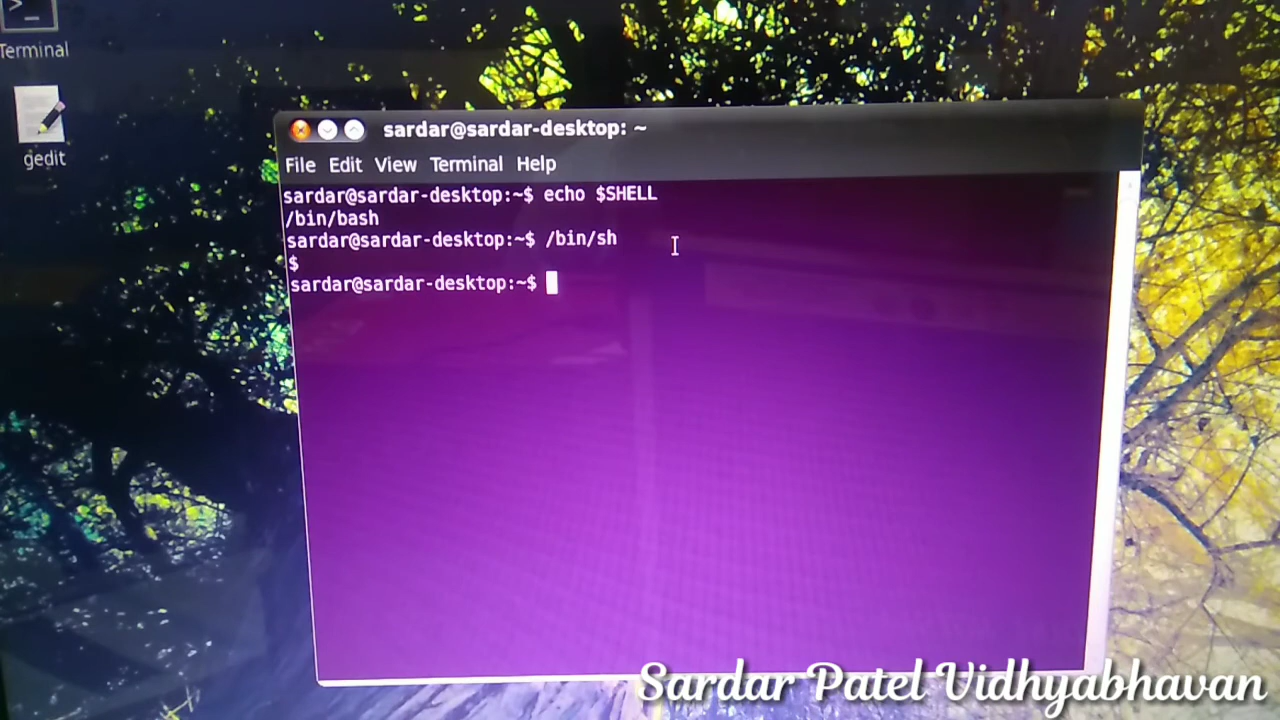 >_
Terminal
gedit
sardar@sardar-desktop: ~
File Edit View Terminal Help
sardar@sardar-desktop:~$ echo $SHELL
/bin/bash
sardar@sardar-desktop:~$ /bin/sh
$
sardar@sardar-desktop:~$
Sardar Patel Vidhyabhavan